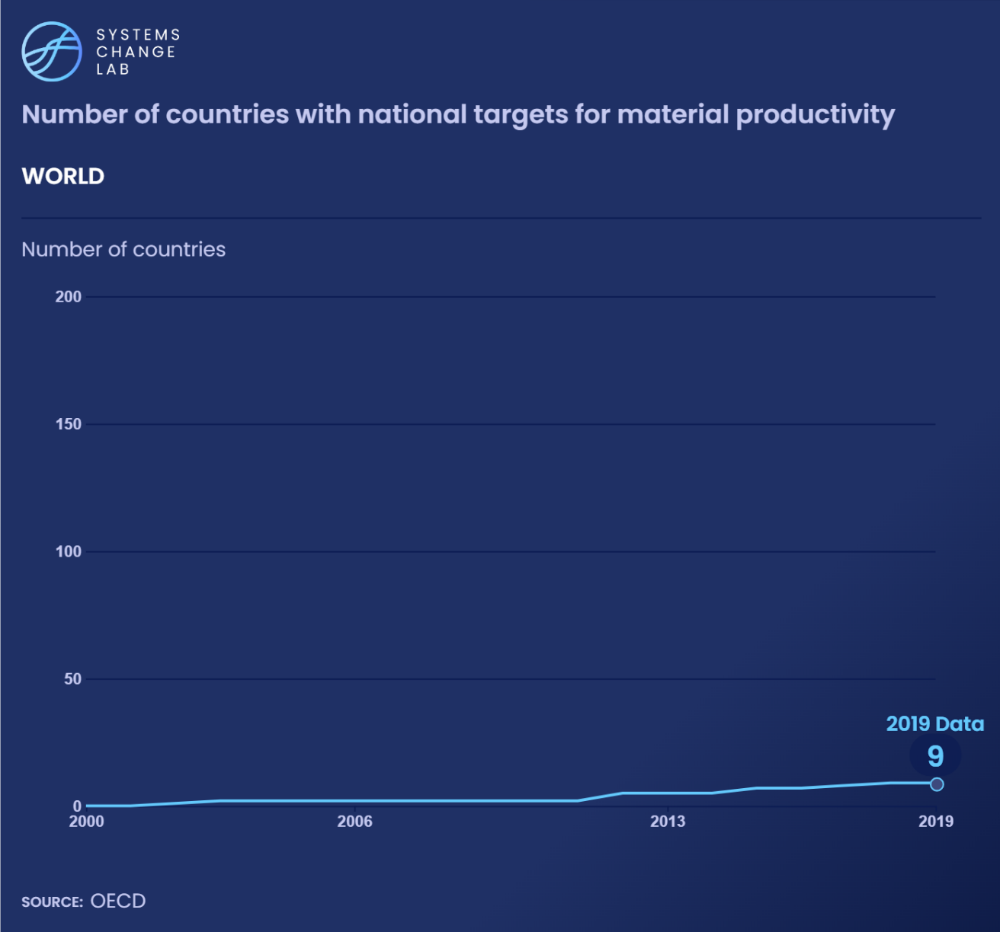 SYSTEMS
CHANGE
LAB
Number of countries with national targets for material productivity
WORLD
Number of countries
200
150
100
50
2019 Data
9
0
2000 2006 2013 2019
SOURCE: OECD